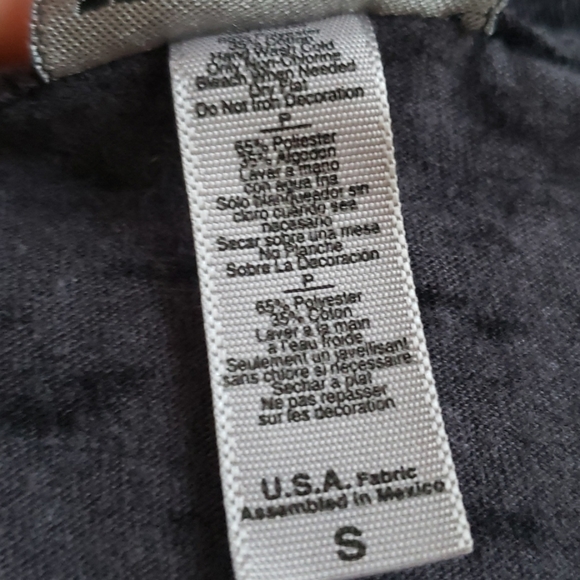 Hand Wash Cold
Only Non-Chlorine
Bleach When Needed
Dry Flat
Do Not Iron Decoration
P
65% Poliester
35% Algodon
Lavar a mano
con agua fria
Sólo blanqueador sin
cloro cuando sea
necesario
Secar sobre una mesa
No Planche
Sobre La Decoracion
P
65% Polyester
35% Coton
Laver a la main
a l'eau froide
Seulement un javellisant
sans chlore si nécessaire
Sechar a plat
Ne pas repasser
sur les decoration
U.S.A. Fabric
Assembled in Mexico
S